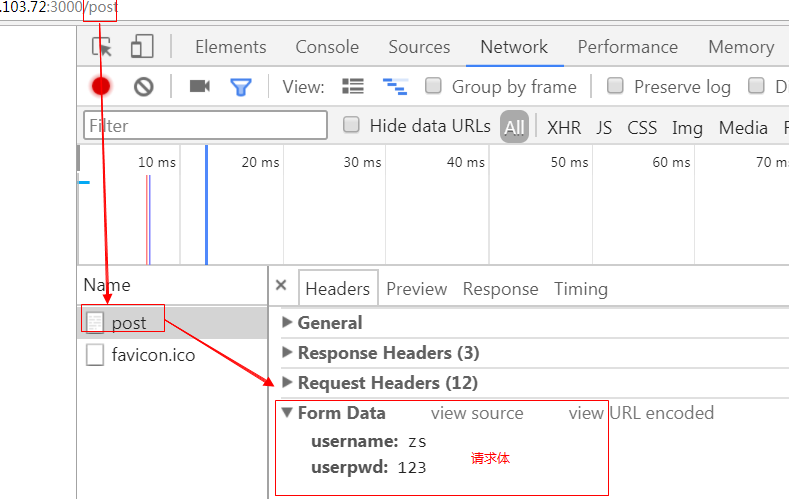 .103.72:3000/post
Elements Console Sources Network Performance Memory
View: Group by frame Preserve log D
Filter Hide data URLs All XHR JS CSS Img Media F
10 ms 20 ms 30 ms 40 ms 50 ms 60 ms 70 m
Name
× Headers Preview Response Timing
post
General
favicon.ico
Response Headers (3)
Request Headers (12)
Form Data view source view URL encoded
username: zs
userpwd: 123
请求体